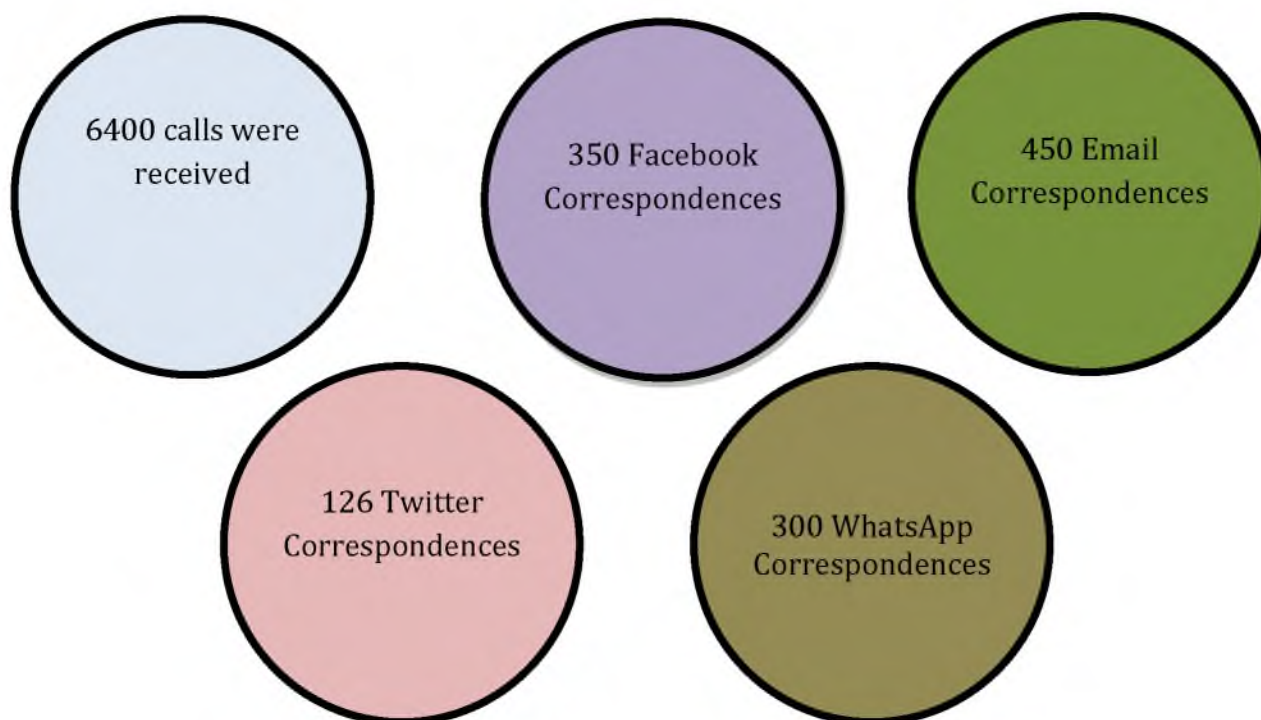 6400 calls were
received
350 Facebook
Correspondences
450 Email
Correspondences
126 Twitter
Correspondences
300 WhatsApp
Correspondences